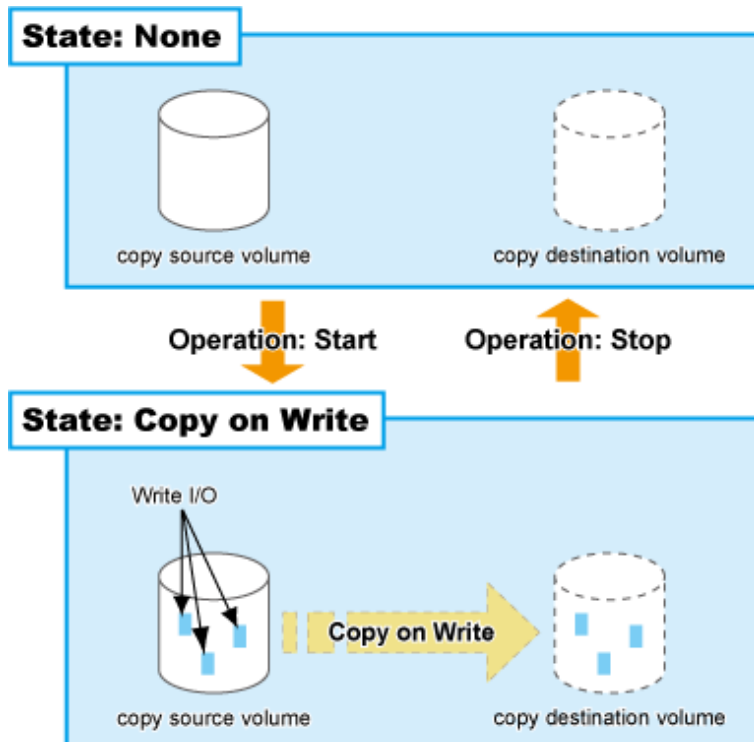 State: None
copy source volume
copy destination volume
Operation: Start
Operation: Stop
State: Copy on Write
Write I/O
Copy on Write
copy source volume
copy destination volume